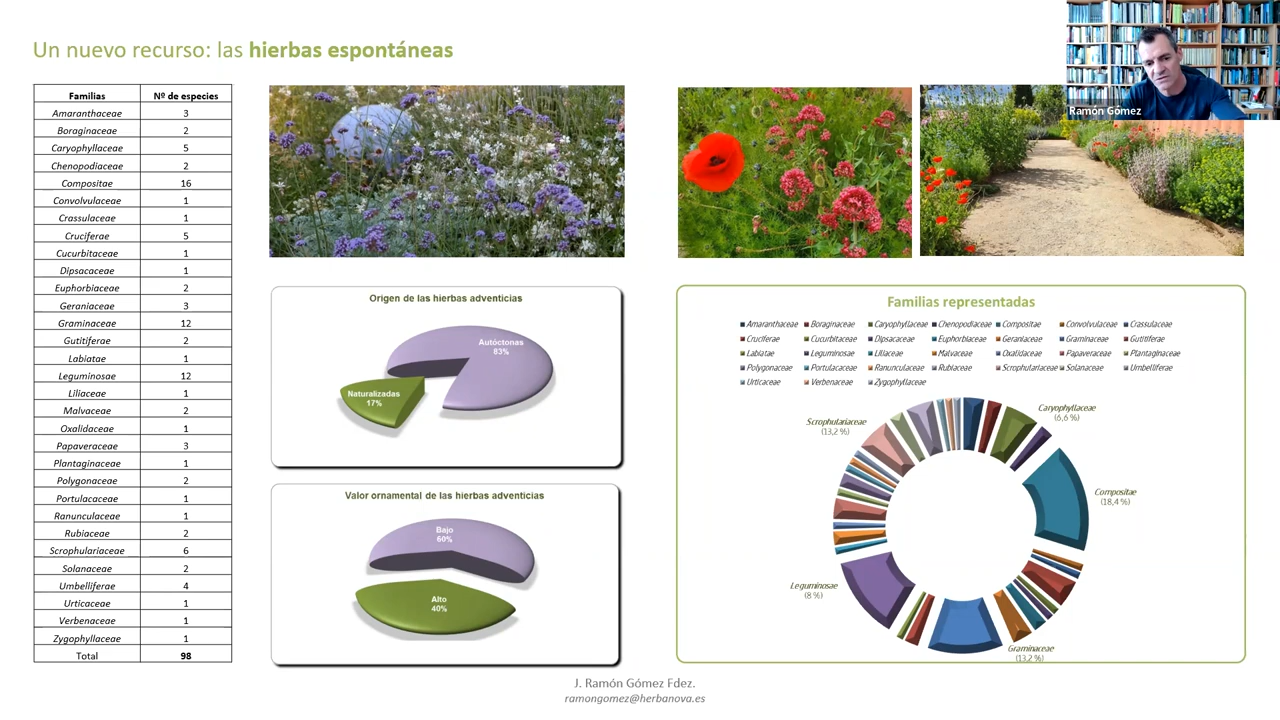 Un nuevo recurso: las hierbas espontáneas
Ramón Gómez
Familias Nº de especies
Amaranthaceae 3
Boraginaceae 2
Caryophyllaceae 5
Chenopodiaceae 2
Compositae 16
Convolvulaceae 1
Crassulaceae 1
Cruciferae 5
Cucurbitaceae 1
Dipsacaceae 1
Euphorbiaceae 2
Geraniaceae 3
Graminaceae 12
Gutitiferae 2
Labiatae 1
Leguminosae 12
Liliaceae 1
Malvaceae 2
Oxalidaceae 1
Papaveraceae 3
Plantaginaceae 1
Polygonaceae 2
Portulacaceae 1
Ranunculaceae 1
Rubiaceae 2
Scrophulariaceae 6
Solanaceae 2
Umbelliferae 4
Urticaceae 1
Verbenaceae 1
Zygophyllaceae 1
Total 98
Origen de las hierbas adventicias
Autóctonas
83%
Naturalizadas
17%
Valor ornamental de las hierbas adventicias
Bajo
60%
Alto
40%
Familias representadas
Amaranthaceae Boraginaceae Caryophyllaceae Chenopodiaceae Compositae Convolvulaceae Crassulaceae
Cruciferae Cucurbitaceae Dipsacaceae Euphorbiaceae Geraniaceae Graminaceae Gutitiferae
Labiatae Leguminosae Liliaceae Malvaceae Oxalidaceae Papaveraceae Plantaginaceae
Polygonaceae Portulacaceae Ranunculaceae Rubiaceae Scrophulariaceae Solanaceae Umbelliferae
Urticaceae Verbenaceae Zygophyllaceae
Scrophulariaceae
(13,2 %)
Caryophyllaceae
(6,6 %)
Compositae
(18,4 %)
Leguminosae
(8 %)
Graminaceae
(13,2 %)
J. Ramón Gómez Fdez.
ramongomez@herbanova.es